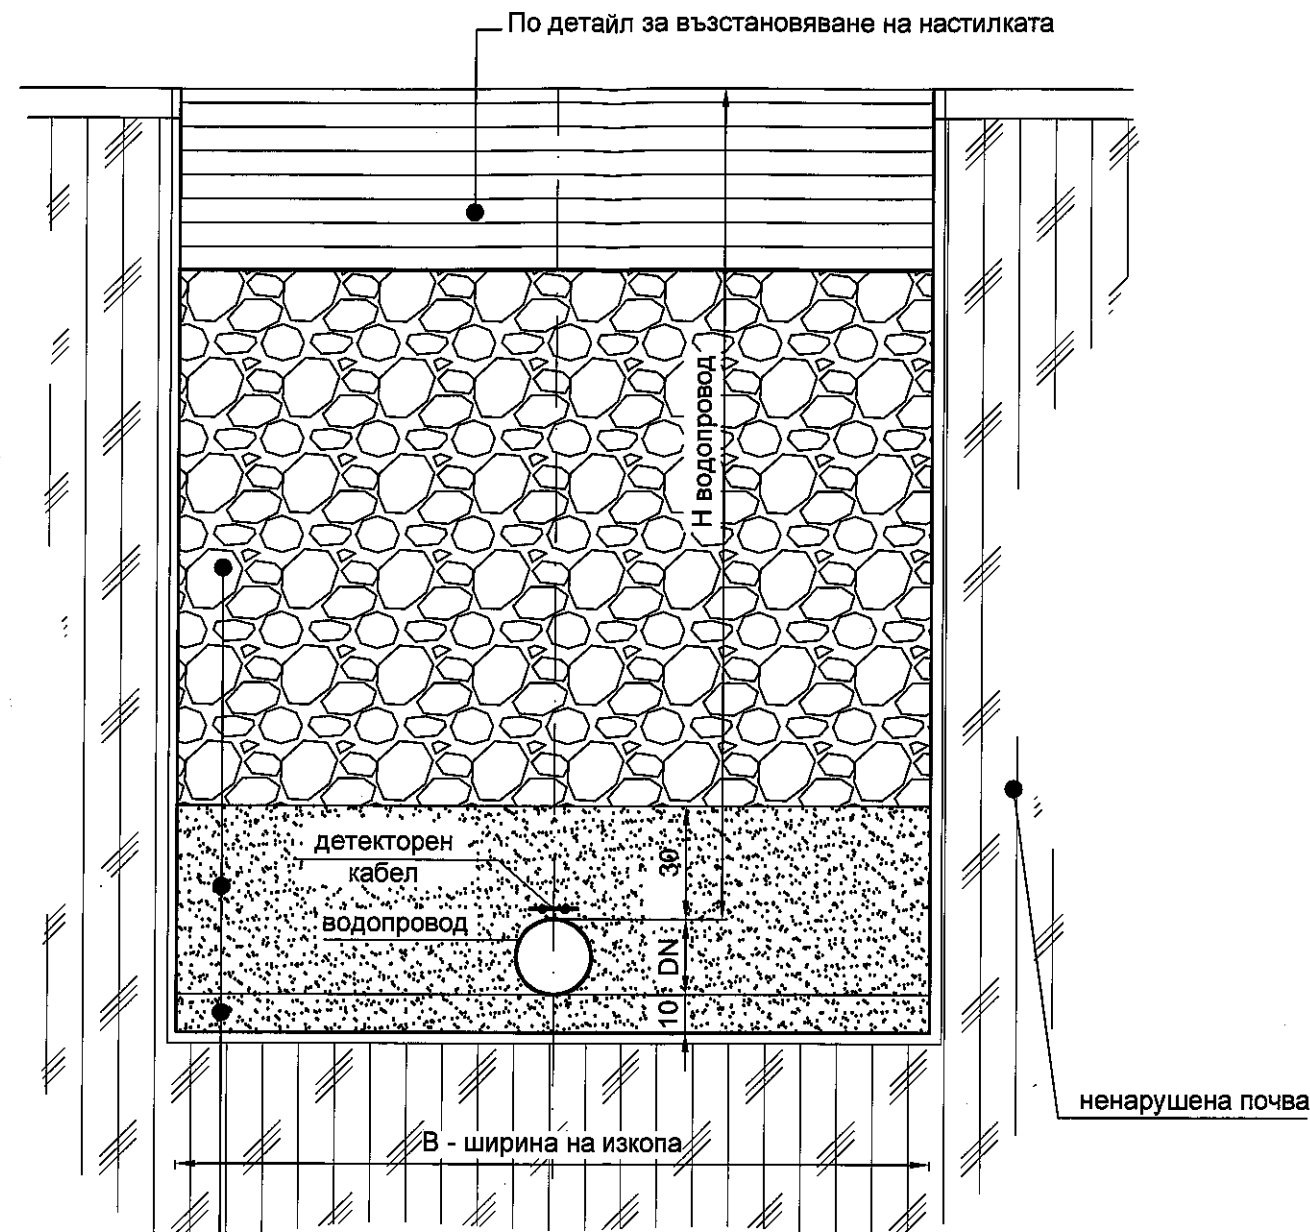 По детайл за възстановяване на настилката
Н водопровод
детекторен
кабел
30
водопровод
DN
10
ненарушена почва
В - ширина на изкопа